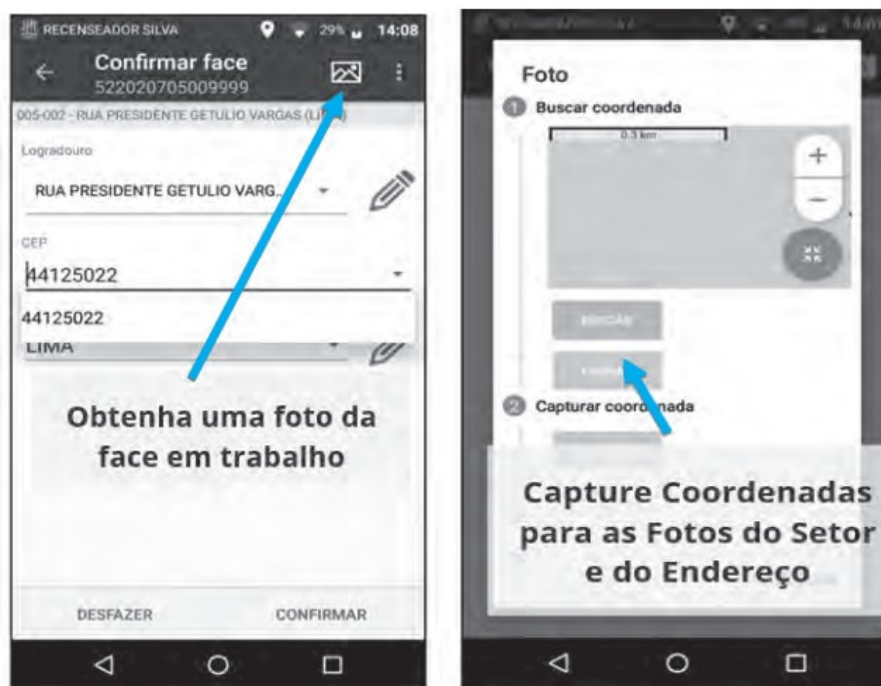 RECENSEADOR SILVA 29% 14:08
Confirmar face
522020705009999
005-002 - RUA PRESIDENTE GETULIO VARGAS (LIMA)
Logradouro
RUA PRESIDENTE GETULIO VARG...
CEP
44125022
44125022
LIMA
Obtenha uma foto da
face em trabalho
DESFAZER CONFIRMAR
Foto
1 Buscar coordenada
0.3 km
+
−
2 Capturar coordenada
Capture Coordenadas
para as Fotos do Setor
e do Endereço